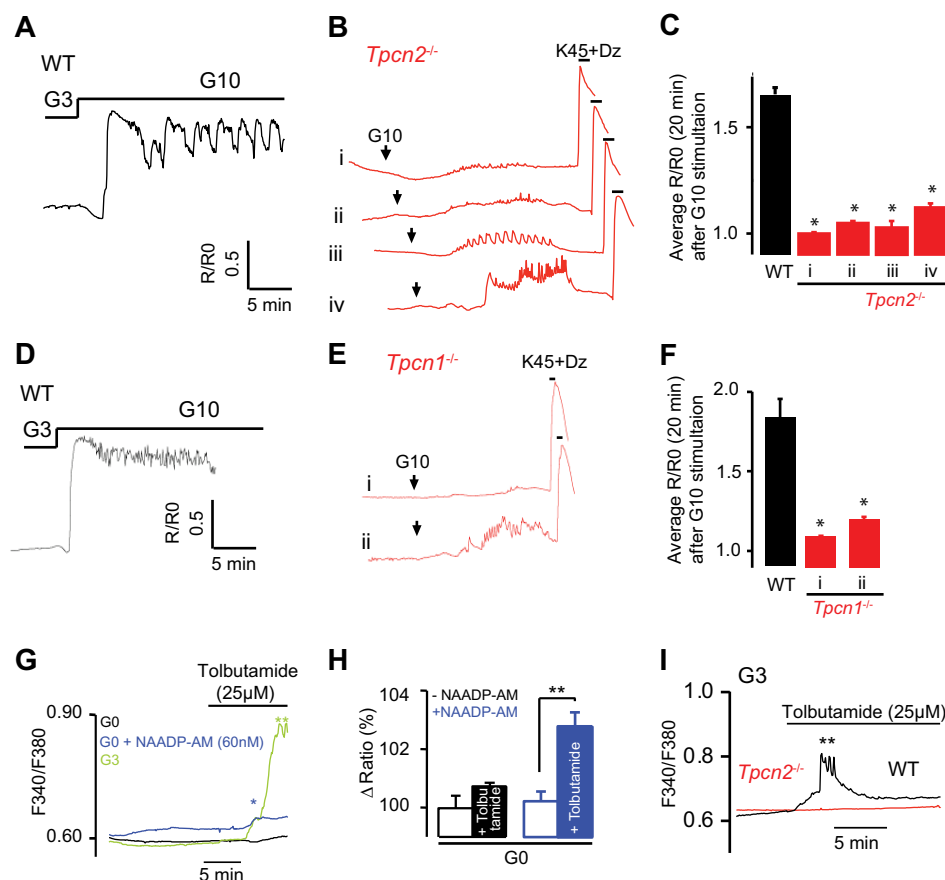 A
WT
G3
G10
R/R0
0.5
5 min
B
Tpcn2-/-
K45+Dz
G10
i
ii
iii
iv
C
Average R/R0 (20 min)
after G10 stimultaion
1.5
1.0
* * * *
WT i ii iii iv
Tpcn2-/-
D
WT
G3
G10
R/R0
0.5
5 min
E
Tpcn1-/-
K45+Dz
G10
i
ii
F
Average R/R0 (20 min)
after G10 stimultaion
2.0
1.5
1.0
* *
WT i ii
Tpcn1-/-
G
Tolbutamide
(25µM)
G0
G0 + NAADP-AM (60nM)
G3
F340/F380
0.90
0.60
**
*
5 min
H
- NAADP-AM
+NAADP-AM
**
Δ Ratio (%)
104
102
100
+ Tolbu
tamide
+ Tolbutamide
G0
I
G3
Tolbutamide (25µM)
F340/F380
1.0
0.8
0.6
**
Tpcn2-/-
WT
5 min